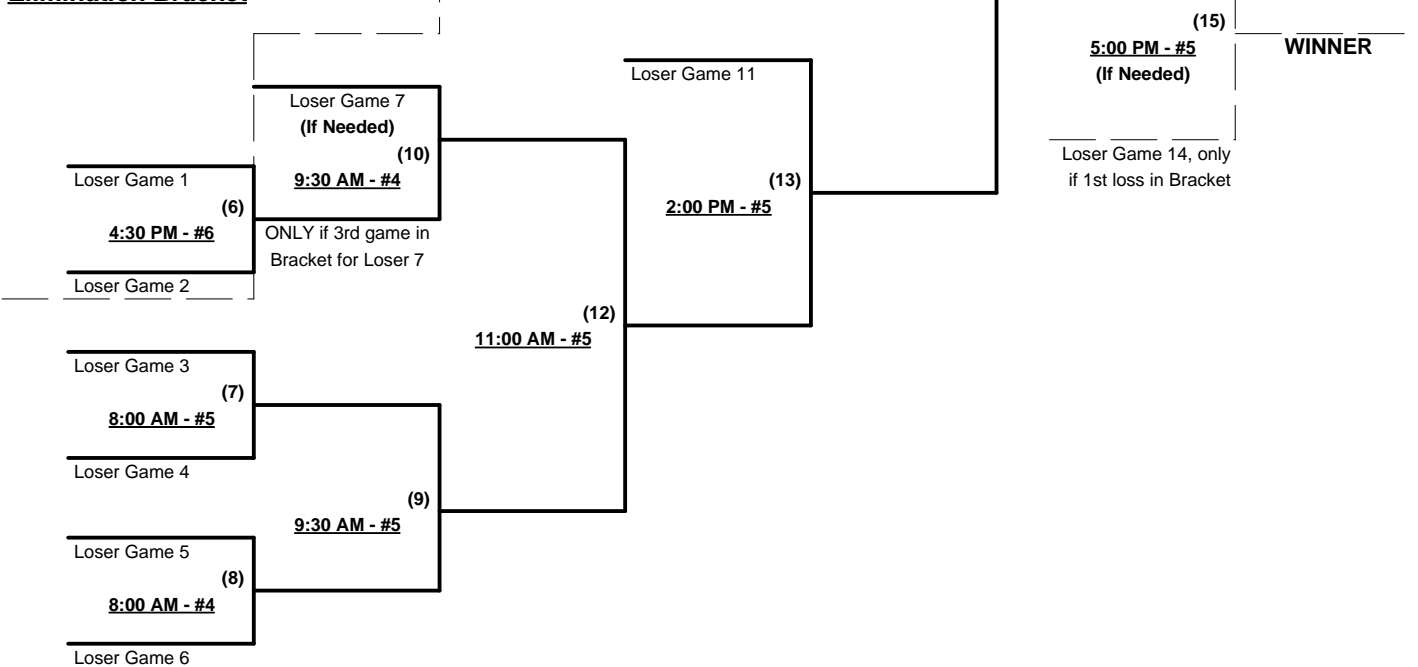 Elimination Bracket
(15)
5:00 PM - #5
(If Needed)
WINNER
Loser Game 14, only
if 1st loss in Bracket
Loser Game 11
(13)
2:00 PM - #5
Loser Game 7
(If Needed)
(10)
9:30 AM - #4
ONLY if 3rd game in
Bracket for Loser 7
Loser Game 1
(6)
4:30 PM - #6
Loser Game 2
(12)
11:00 AM - #5
Loser Game 3
(7)
8:00 AM - #5
Loser Game 4
(9)
9:30 AM - #5
Loser Game 5
(8)
8:00 AM - #4
Loser Game 6